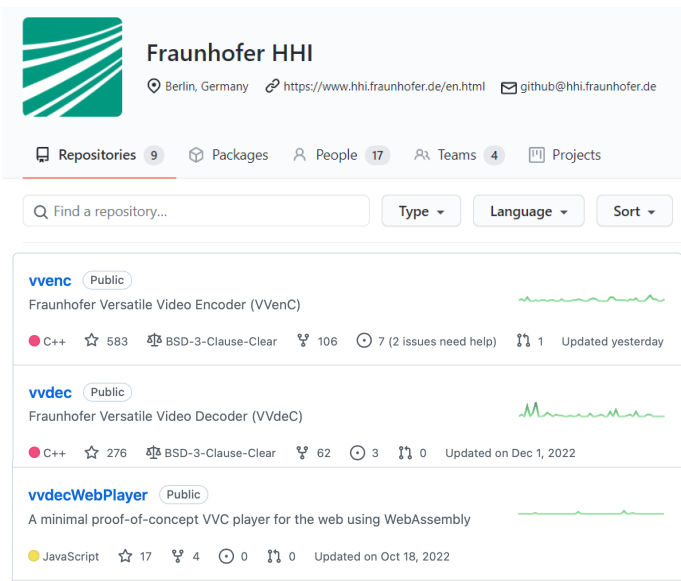 Fraunhofer HHI
Berlin, Germany https://www.hhi.fraunhofer.de/en.html github@hhi.fraunhofer.de
Repositories 9 Packages People 17 Teams 4 Projects
Find a repository... Type Language Sort
vvenc Public
Fraunhofer Versatile Video Encoder (VVenC)
C++ 583 BSD-3-Clause-Clear 106 7 (2 issues need help) 1 Updated yesterday
vvdec Public
Fraunhofer Versatile Video Decoder (VVdeC)
C++ 276 BSD-3-Clause-Clear 62 3 0 Updated on Dec 1, 2022
vvdecWebPlayer Public
A minimal proof-of-concept VVC player for the web using WebAssembly
JavaScript 17 4 0 0 Updated on Oct 18, 2022